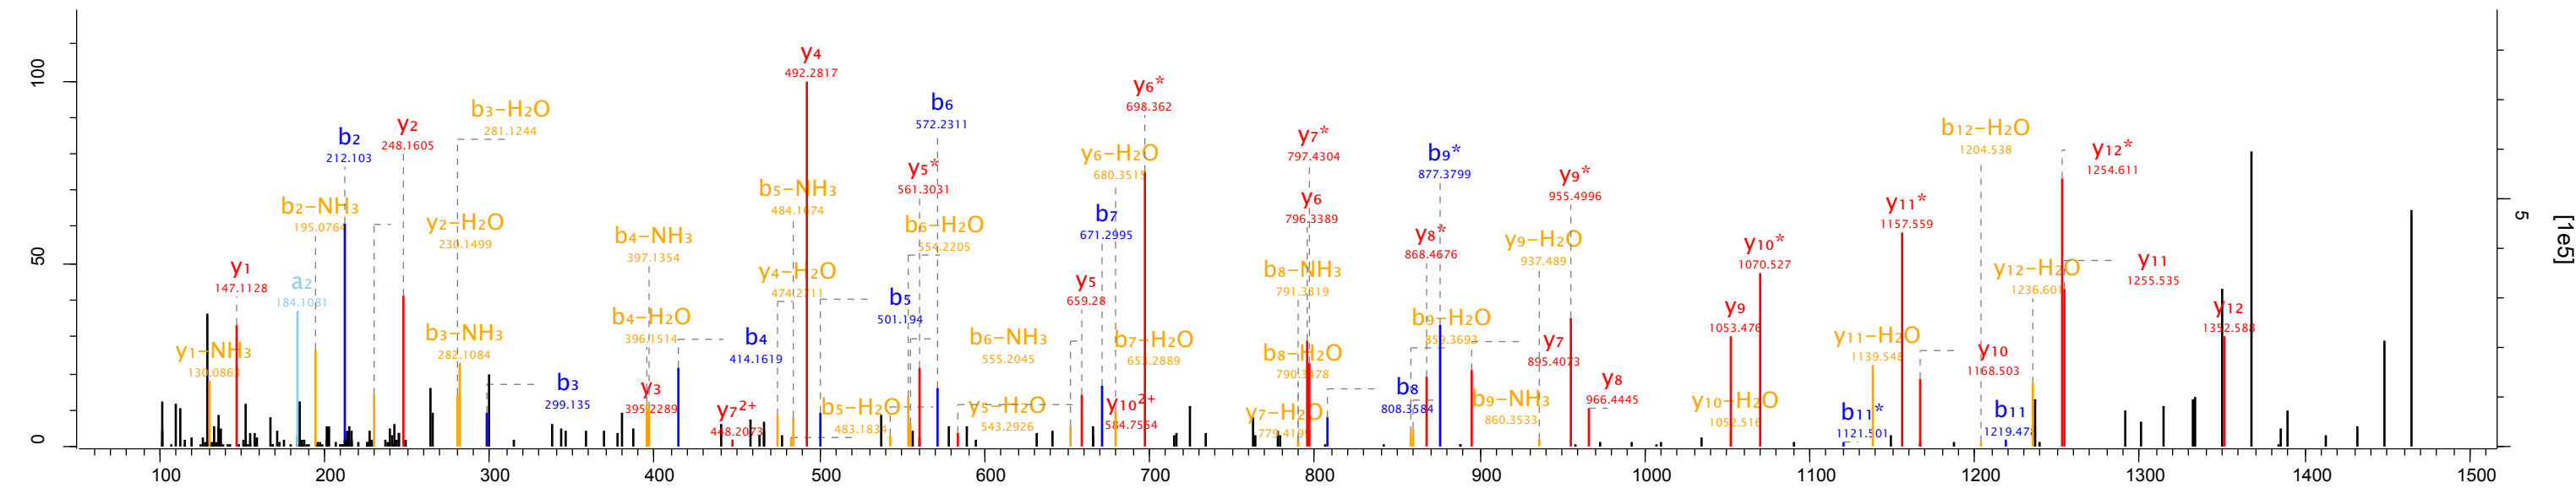 y₄
492.2817
b₆
572.2311
y₆*
698.362
b₃–H₂O
281.1244
y₂
248.1605
b₂
212.103
y₇*
797.4304
b₁₂–H₂O
1204.538
b₉*
877.3799
y₁₂*
1254.611
y₆–H₂O
680.3515
y₅*
561.3031
y₉*
955.4996
b₅–NH₃
484.1674
b₂–NH₃
195.0764
y₆
796.3389
y₁₁*
1157.559
b₇
671.2995
y₂–H₂O
230.1499
b₆–H₂O
554.2205
b₄–NH₃
397.1354
y₈*
868.4676
y₉–H₂O
937.489
y₁₀*
1070.527
y₁
147.1128
a₂
184.1081
y₄–H₂O
474.2711
b₈–NH₃
791.3319
y₁₂–H₂O
1236.601
y₁₁
1255.535
y₅
659.28
b₅
501.194
b₄–H₂O
396.1514
b₉–H₂O
859.3693
y₉
1053.476
y₁₂
1352.588
b₃–NH₃
282.1084
b₄
414.1619
b₆–NH₃
555.2045
b₇–H₂O
653.2889
y₇
895.4073
y₁₁–H₂O
1139.548
y₁–NH₃
130.0863
b₈–H₂O
790.3478
y₁₀
1168.503
b₃
299.135
y₃
395.2289
b₈
808.3584
y₈
966.4445
y₇²⁺
448.2073
b₅–H₂O
483.1834
y₅–H₂O
543.2926
y₁₀²⁺
584.7554
y₇–H₂O
b₉–NH₃
860.3533
y₁₀–H₂O
1052.516
b₁₁*
1121.501
b₁₁
1219.478
100
50
0
5
[1e5]
100 200 300 400 500 600 700 800 900 1000 1100 1200 1300 1400 1500